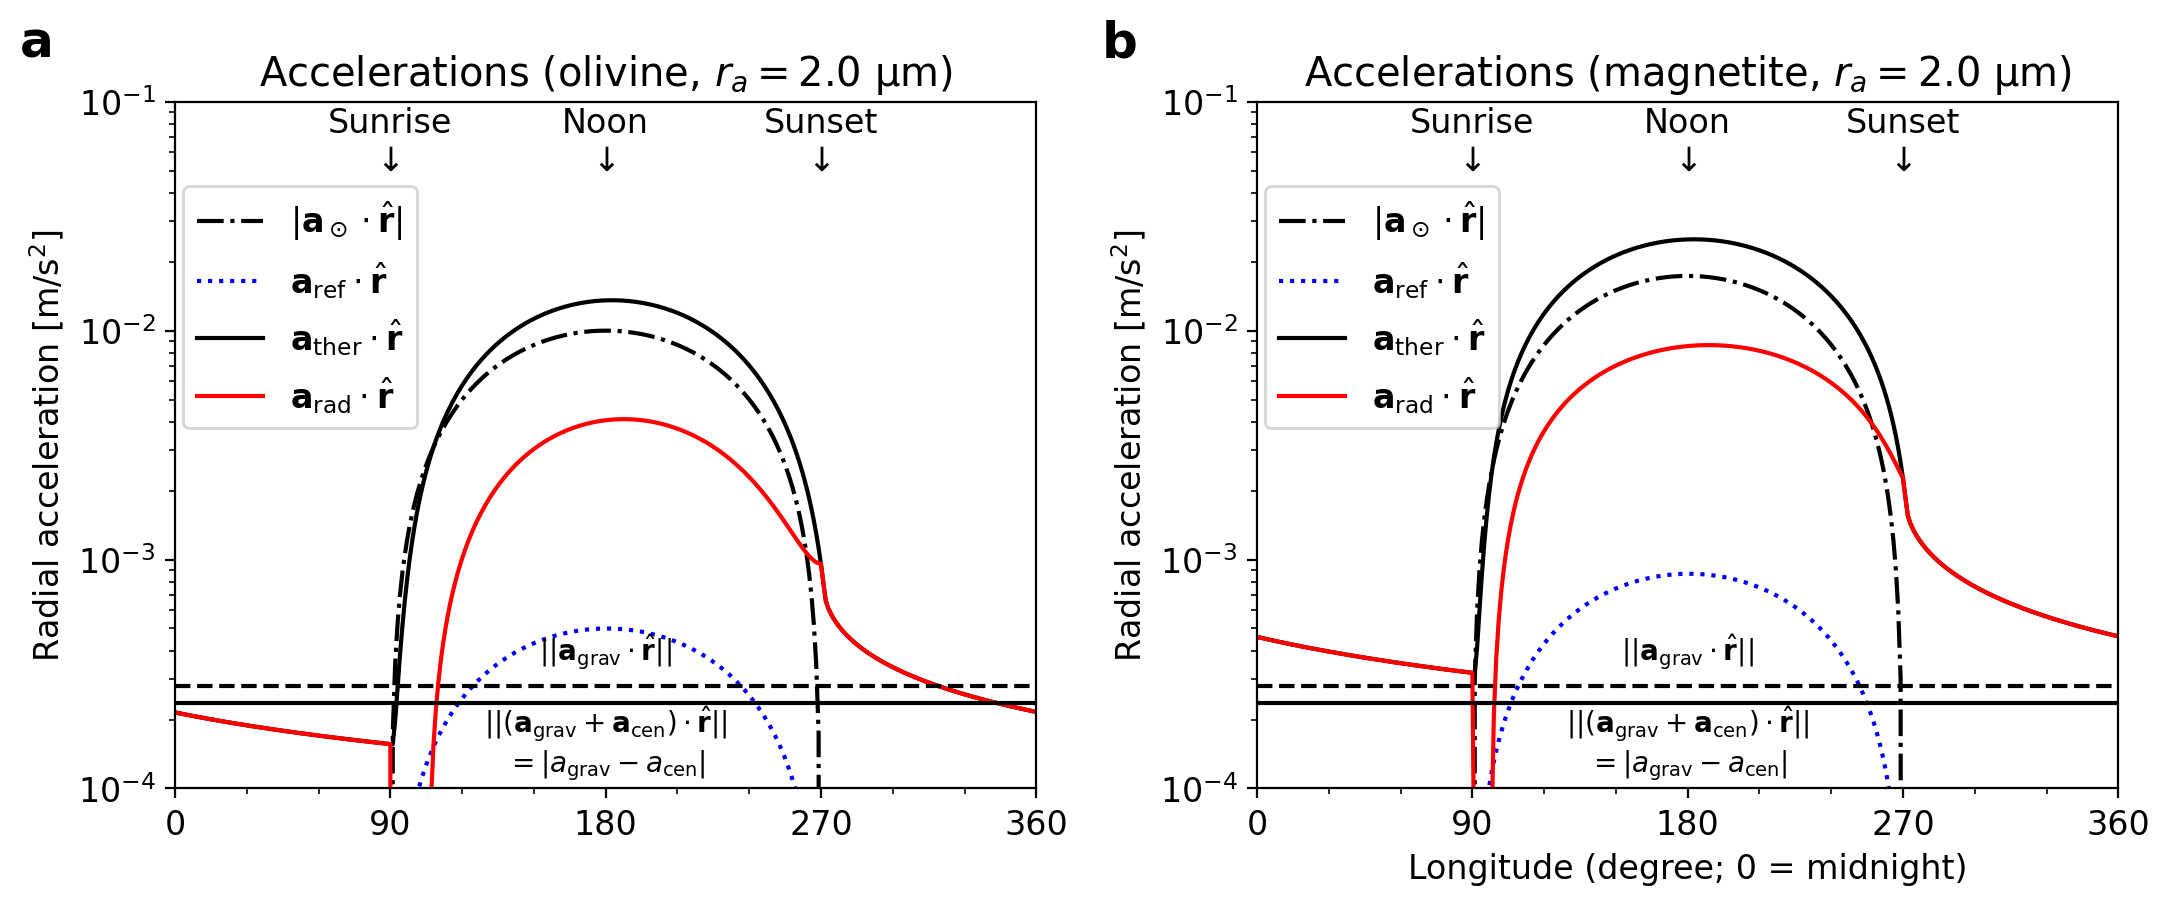 a
Accelerations (olivine, r_a = 2.0 μm)
Sunrise Noon Sunset
↓ ↓ ↓
|a_⊙ · r̂|
a_ref · r̂
a_ther · r̂
a_rad · r̂
||a_grav · r̂||
||(a_grav + a_cen) · r̂||
= |a_grav − a_cen|
Radial acceleration [m/s²]
10⁻¹
10⁻²
10⁻³
10⁻⁴
0 90 180 270 360
b
Accelerations (magnetite, r_a = 2.0 μm)
Sunrise Noon Sunset
↓ ↓ ↓
|a_⊙ · r̂|
a_ref · r̂
a_ther · r̂
a_rad · r̂
||a_grav · r̂||
||(a_grav + a_cen) · r̂||
= |a_grav − a_cen|
Radial acceleration [m/s²]
10⁻¹
10⁻²
10⁻³
10⁻⁴
0 90 180 270 360
Longitude (degree; 0 = midnight)